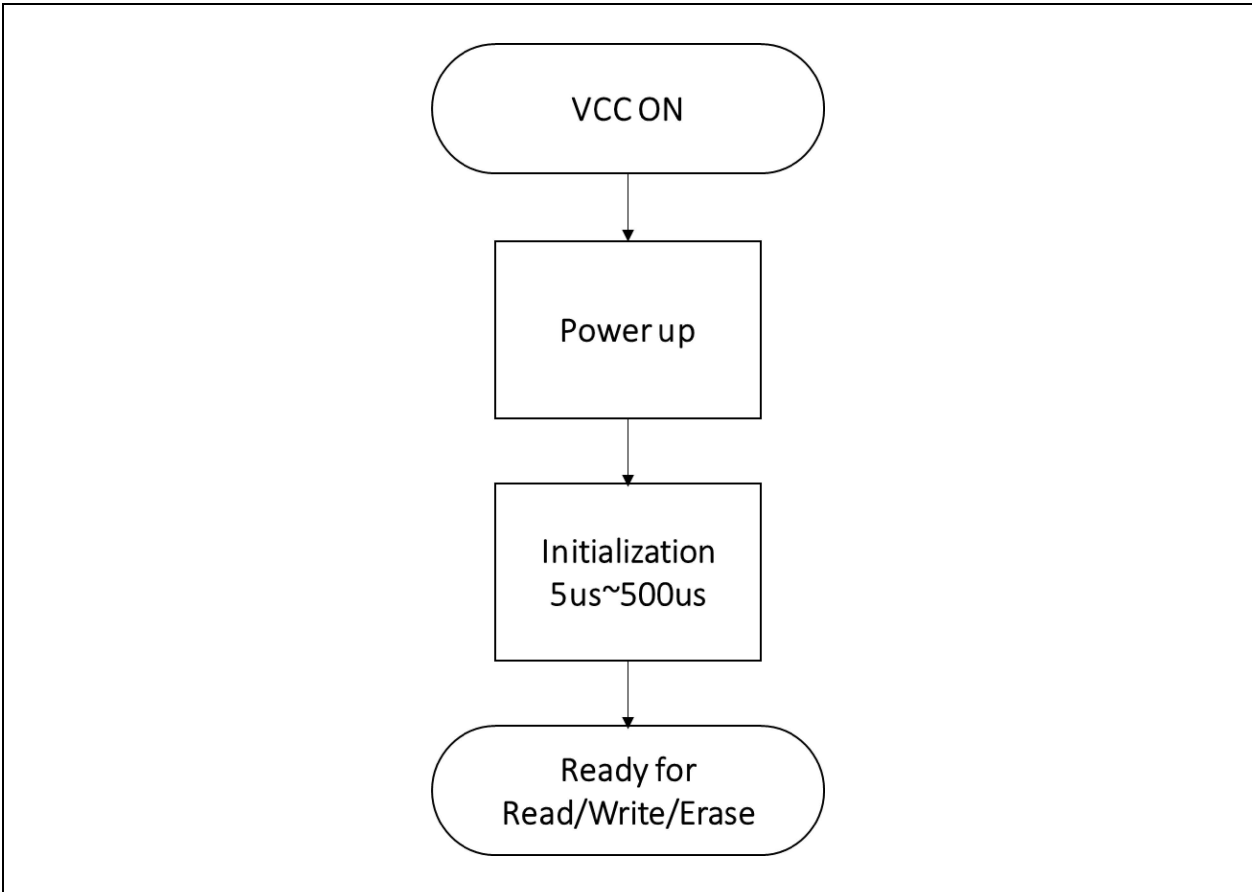 VCC ON
Power up
Initialization
5us~500us
Ready for
Read/Write/Erase